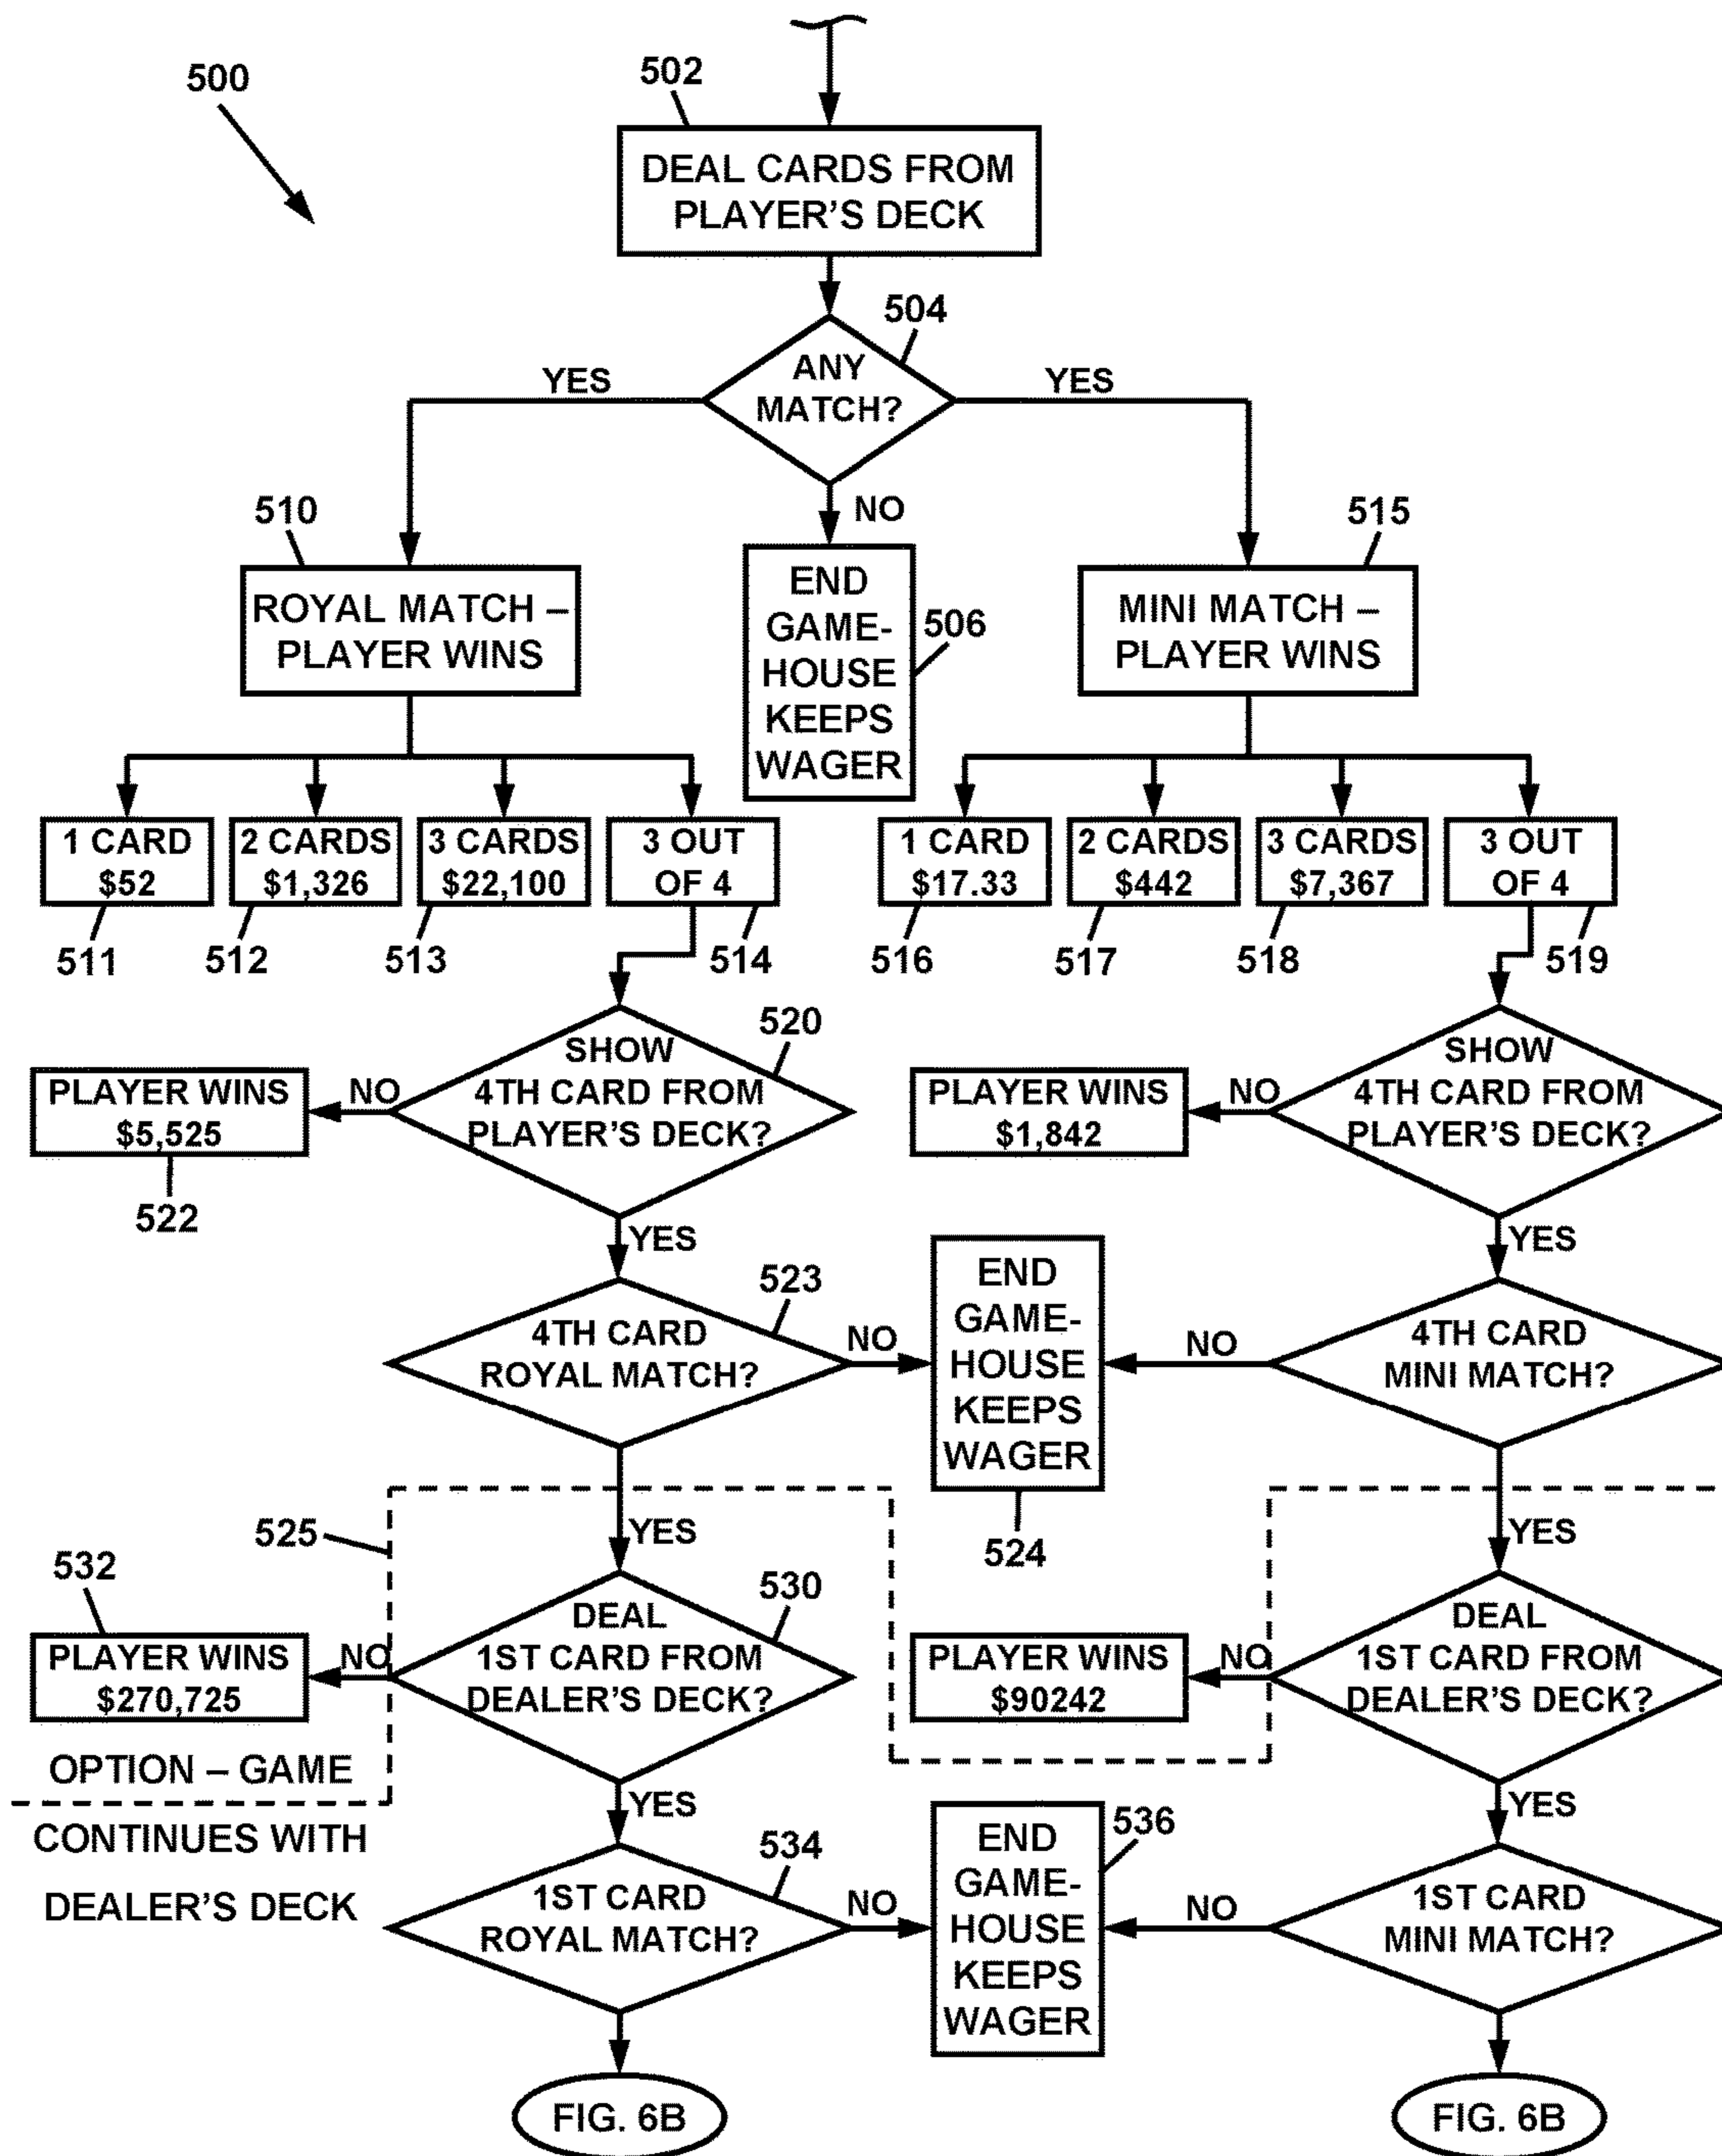 500
502
DEAL CARDS FROM
PLAYER'S DECK
504
ANY
MATCH?
YES
YES
NO
510
ROYAL MATCH –
PLAYER WINS
END
GAME-
HOUSE
KEEPS
WAGER
506
515
MINI MATCH –
PLAYER WINS
1 CARD
$52
2 CARDS
$1,326
3 CARDS
$22,100
3 OUT
OF 4
1 CARD
$17.33
2 CARDS
$442
3 CARDS
$7,367
3 OUT
OF 4
511
512
513
514
516
517
518
519
520
SHOW
4TH CARD FROM
PLAYER'S DECK?
NO
PLAYER WINS
$5,525
522
YES
SHOW
4TH CARD FROM
PLAYER'S DECK?
NO
PLAYER WINS
$1,842
YES
523
4TH CARD
ROYAL MATCH?
NO
END
GAME-
HOUSE
KEEPS
WAGER
524
NO
4TH CARD
MINI MATCH?
525
YES
YES
532
PLAYER WINS
$270,725
NO
530
DEAL
1ST CARD FROM
DEALER'S DECK?
PLAYER WINS
$90242
NO
DEAL
1ST CARD FROM
DEALER'S DECK?
OPTION – GAME
CONTINUES WITH
DEALER'S DECK
YES
YES
534
1ST CARD
ROYAL MATCH?
NO
END
GAME-
HOUSE
KEEPS
WAGER
536
NO
1ST CARD
MINI MATCH?
FIG. 6B
FIG. 6B